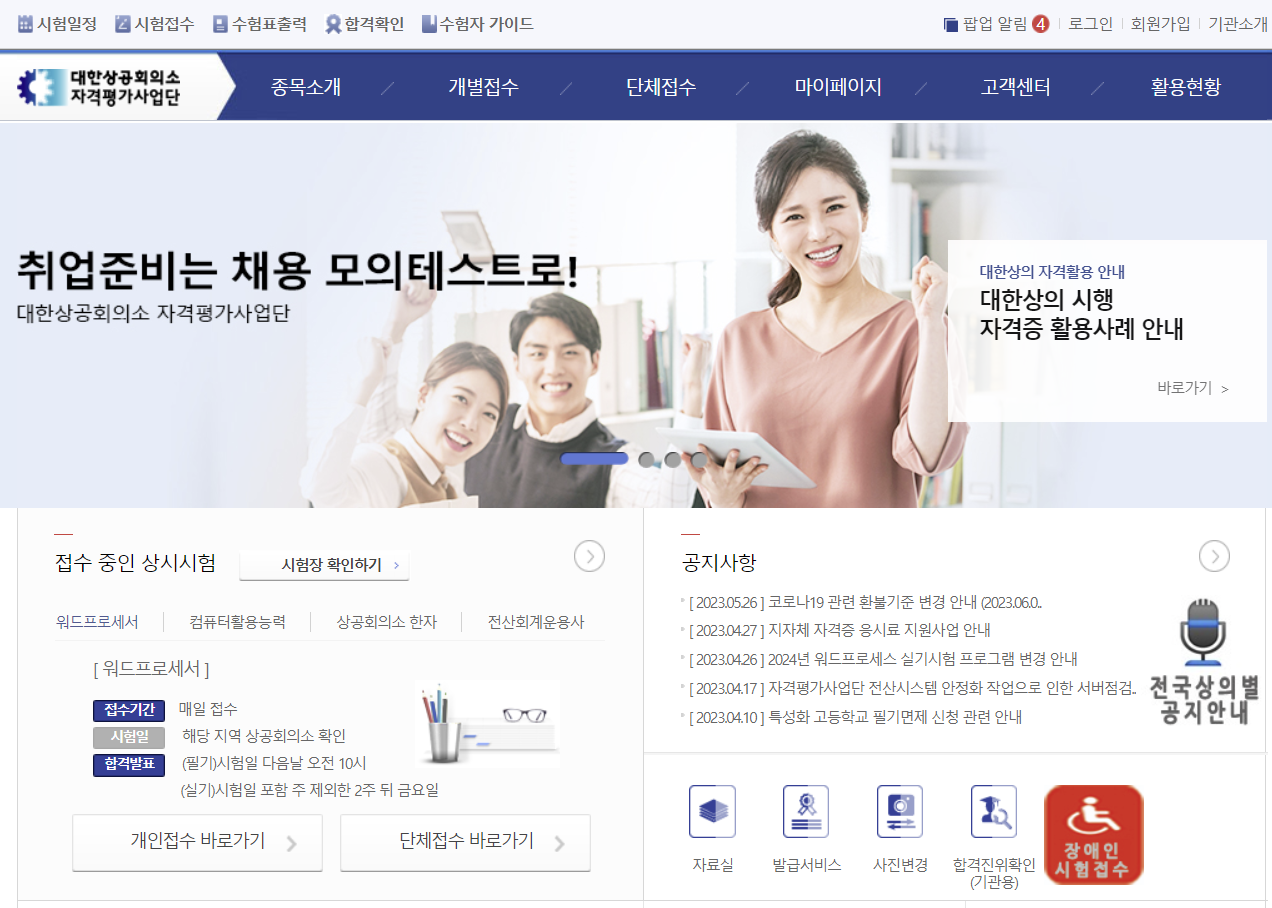 시험일정 시험접수 수험표출력 합격확인 수험자 가이드
팝업 알림 4 로그인 회원가입 기관소개
대한상공회의소
자격평가사업단
종목소개 개별접수 단체접수 마이페이지 고객센터 활용현황
취업준비는 채용 모의테스트로!
대한상공회의소 자격평가사업단
대한상의 자격활용 안내
대한상의 시행
자격증 활용사례 안내
바로가기 >
접수 중인 상시시험 시험장 확인하기 >
워드프로세서 컴퓨터활용능력 상공회의소 한자 전산회계운용사
[ 워드프로세서 ]
접수기간 매일 접수
시험일 해당 지역 상공회의소 확인
합격발표 (필기)시험일 다음날 오전 10시
(실기)시험일 포함 주 제외한 2주 뒤 금요일
개인접수 바로가기
단체접수 바로가기
공지사항
[ 2023.05.26 ] 코로나19 관련 환불기준 변경 안내 (2023.06.0..
[ 2023.04.27 ] 지자체 자격증 응시료 지원사업 안내
[ 2023.04.26 ] 2024년 워드프로세스 실기시험 프로그램 변경 안내
[ 2023.04.17 ] 자격평가사업단 전산시스템 안정화 작업으로 인한 서버점검..
[ 2023.04.10 ] 특성화 고등학교 필기면제 신청 관련 안내
전국상의별
공지안내
자료실 발급서비스 사진변경 합격진위확인
(기관용)
장애인
시험접수